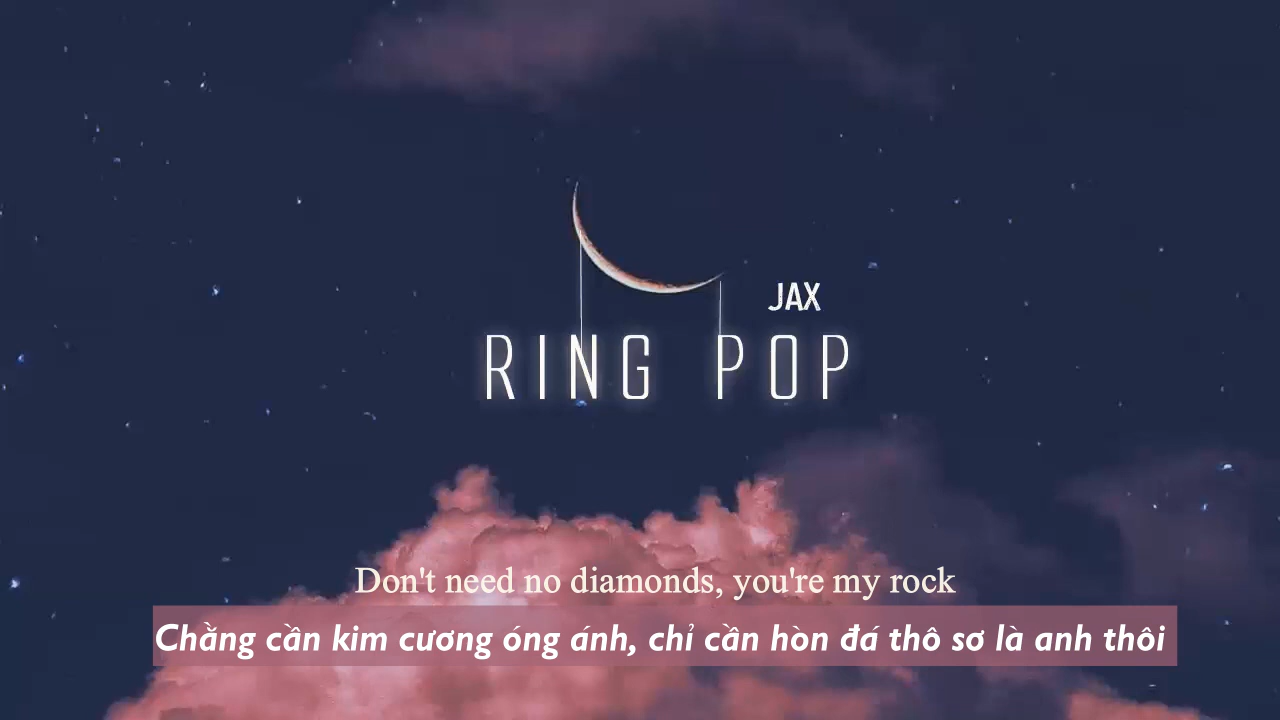 JAX
RING POP
Don't need no diamonds, you're my rock
Chằng cần kim cương óng ánh, chỉ cần hòn đá thô sơ là anh thôi